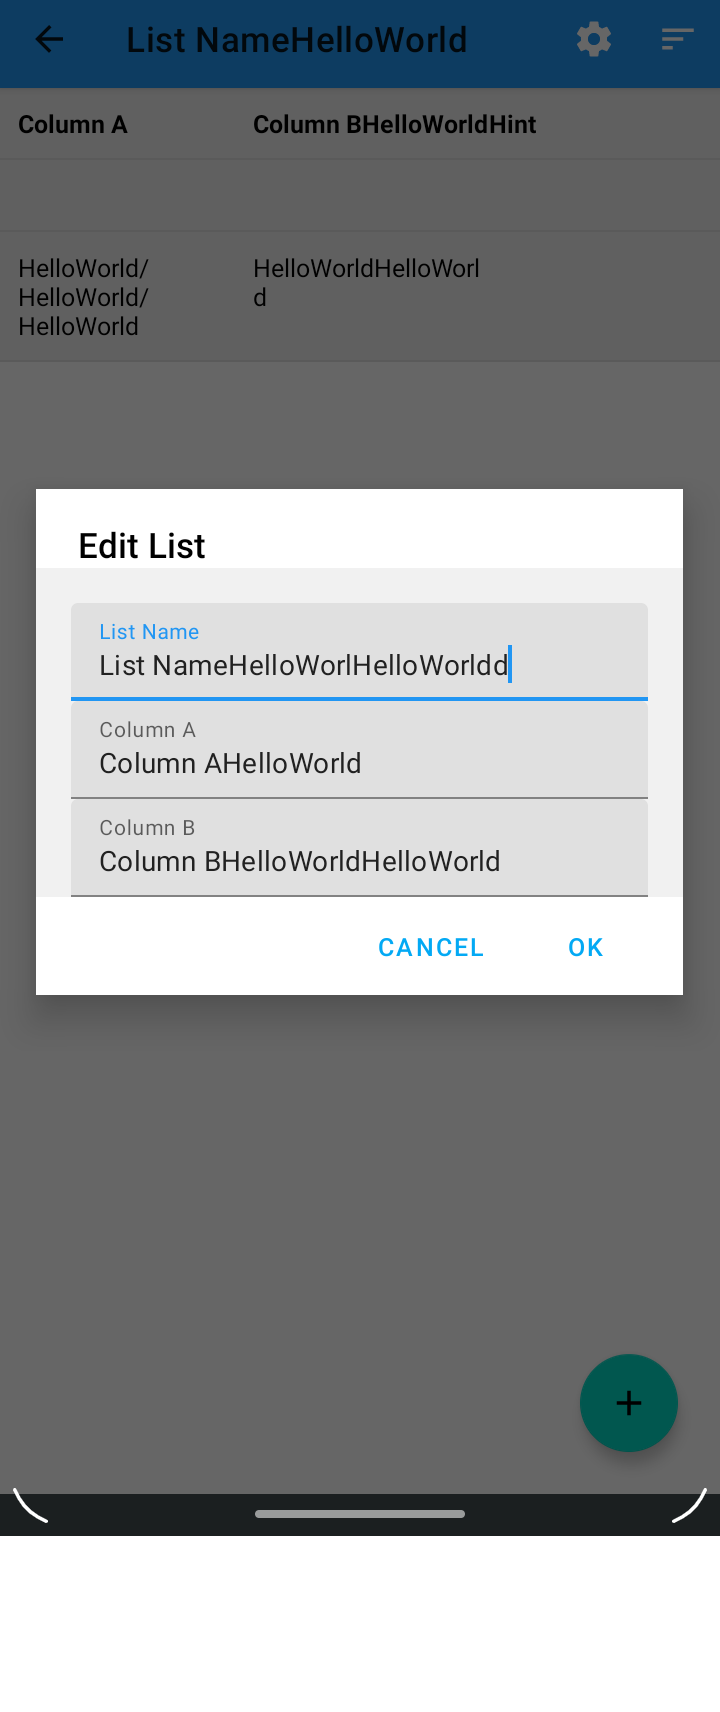 List NameHelloWorld
Column A Column BHelloWorldHint
HelloWorld/ HelloWorldHelloWorl
HelloWorld/ d
HelloWorld
Edit List
List Name
List NameHelloWorlHelloWorldd
Column A
Column AHelloWorld
Column B
Column BHelloWorldHelloWorld
CANCEL OK